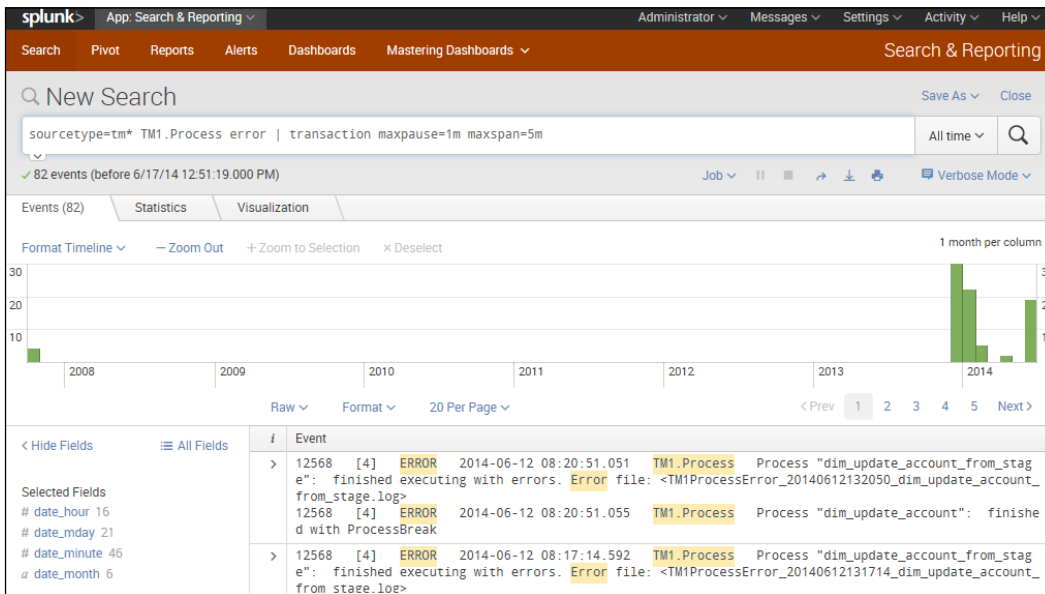 splunk> App: Search & Reporting Administrator Messages Settings Activity Help
Search Pivot Reports Alerts Dashboards Mastering Dashboards Search & Reporting
New Search Save As Close
sourcetype=tm* TM1.Process error | transaction maxpause=1m maxspan=5m All time
82 events (before 6/17/14 12:51:19.000 PM) Job Verbose Mode
Events (82) Statistics Visualization
Format Timeline — Zoom Out + Zoom to Selection × Deselect 1 month per column
30 3
20 2
10 1
2008 2009 2010 2011 2012 2013 2014
Raw Format 20 Per Page < Prev 1 2 3 4 5 Next >
< Hide Fields All Fields i Event
> 12568 [4] ERROR 2014-06-12 08:20:51.051 TM1.Process Process "dim_update_account_from_stag
e": finished executing with errors. Error file: <TM1ProcessError_20140612132050_dim_update_account_
from_stage.log>
Selected Fields
# date_hour 16
12568 [4] ERROR 2014-06-12 08:20:51.055 TM1.Process Process "dim_update_account": finishe
d with ProcessBreak
# date_mday 21
# date_minute 46
> 12568 [4] ERROR 2014-06-12 08:17:14.592 TM1.Process Process "dim_update_account_from_stag
a date_month 6
e": finished executing with errors. Error file: <TM1ProcessError_20140612131714_dim_update_account_
from stage.log>